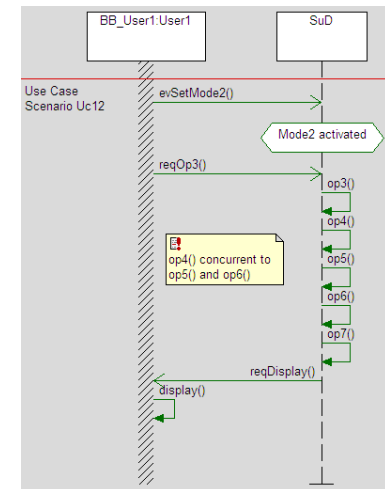 BB_User1:User1
SuD
Use Case
Scenario Uc12
evSetMode2()
Mode2 activated
reqOp3()
op3()
op4()
op4() concurrent to
op5() and op6()
op5()
op6()
op7()
reqDisplay()
display()